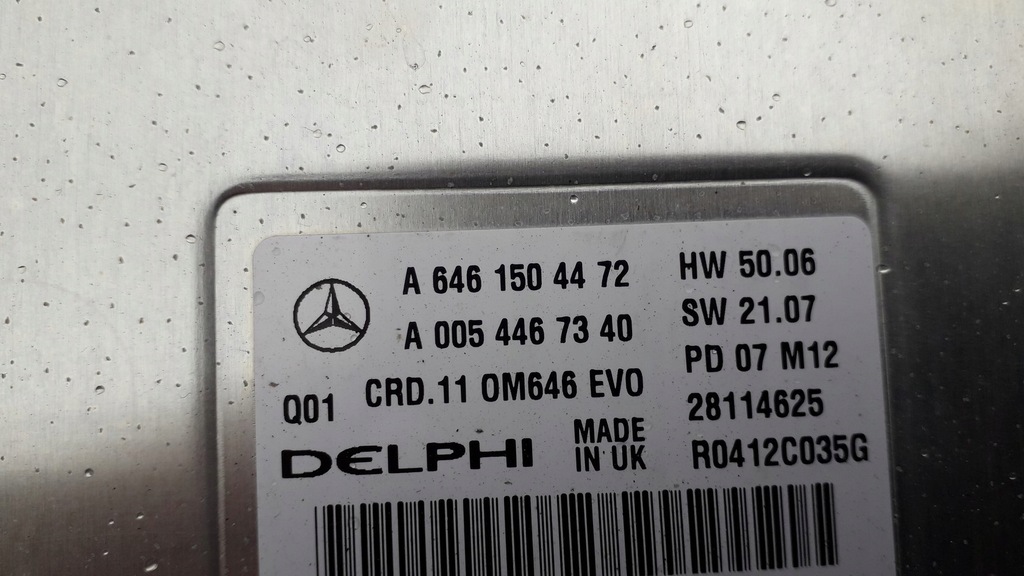 A 646 150 44 72
HW 50.06
A 005 446 73 40
SW 21.07
Q01
CRD.11 OM646 EVO
PD 07 M12
28114625
DELPHI
MADE
IN UK
R0412C035G